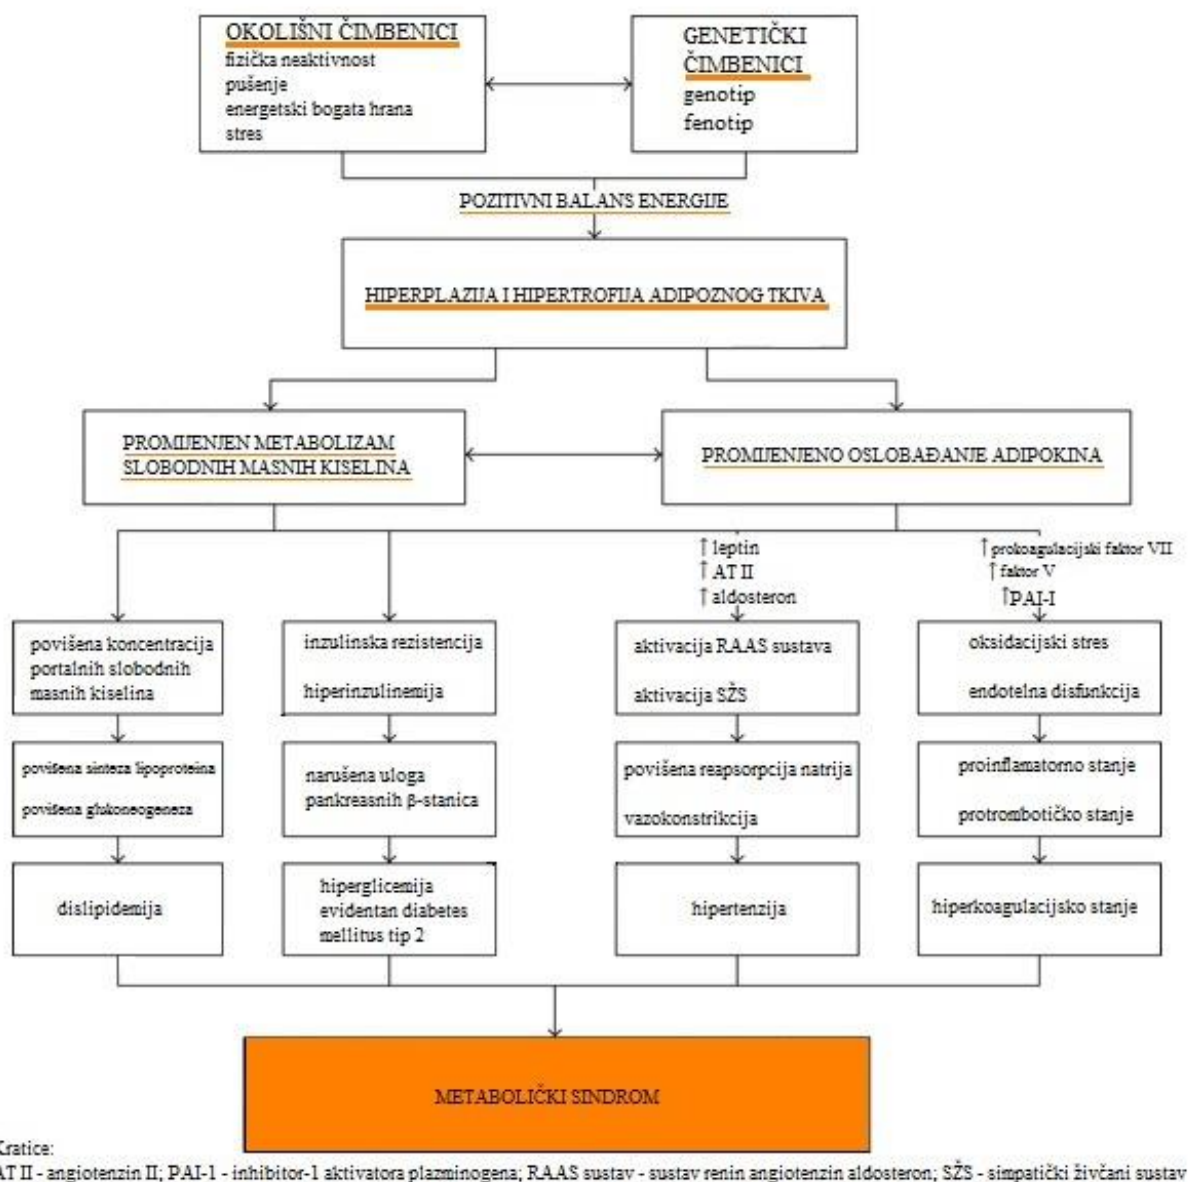 OKOLIŠNI ČIMBENICI
fizička neaktivnost
pušenje
energetski bogata hrana
stres
GENETIČKI
ČIMBENICI
genotip
fenotip
POZITIVNI BALANS ENERGIJE
HIPERPLAZIJA I HIPERTROFIJA ADIPOZNOG TKIVA
PROMIJENJEN METABOLIZAM
SLOBODNIH MASNIH KISELINA
PROMIJENJENO OSLOBAĐANJE ADIPOKINA
↑ leptin
↑ AT II
↑ aldosteron
↑ prokoagulacijski faktor VII
↑ faktor V
↑PAI-I
povišena koncentracija
portalnih slobodnih
masnih kiselina
inzulinska rezistencija
hiperinzulinemija
aktivacija RAAS sustava
aktivacija SŽS
oksidacijski stres
endotelna disfunkcija
povišena sinteza lipoproteina
povišena glukoneogeneza
narušena uloga
pankreasnih β-stanica
povišena reapsorpcija natrija
vazokonstrikcija
proinflamatorno stanje
protrombotičko stanje
dislipidemija
hiperglicemija
evidentan diabetes
mellitus tip 2
hipertenzija
hiperkoagulacijsko stanje
METABOLIČKI SINDROM
Kratice:
AT II - angiotenzin II; PAI-1 - inhibitor-1 aktivatora plazminogena; RAAS sustav - sustav renin angiotenzin aldosteron; SŽS - simpatički živčani sustav